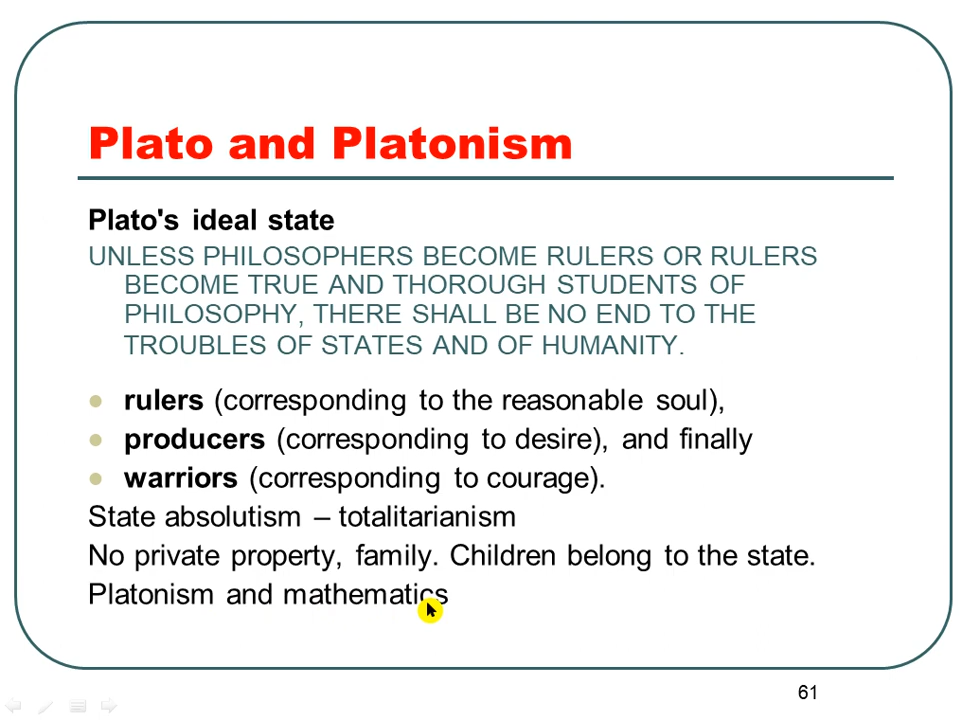 Plato and Platonism
Plato's ideal state
UNLESS PHILOSOPHERS BECOME RULERS OR RULERS
BECOME TRUE AND THOROUGH STUDENTS OF
PHILOSOPHY, THERE SHALL BE NO END TO THE
TROUBLES OF STATES AND OF HUMANITY.
rulers (corresponding to the reasonable soul),
producers (corresponding to desire), and finally
warriors (corresponding to courage).
State absolutism – totalitarianism
No private property, family. Children belong to the state.
Platonism and mathematics
61